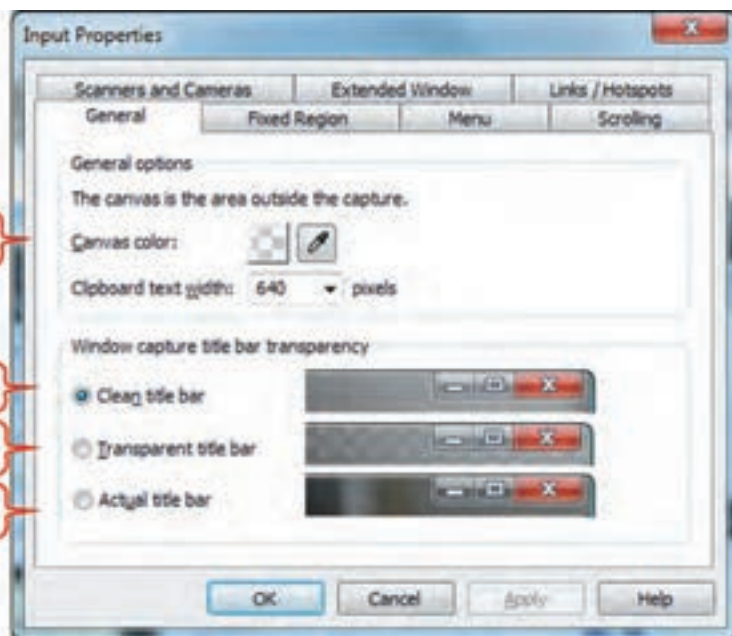 Input Properties
Scanners and Cameras Extended Window Links / Hotspots
General Fixed Region Menu Scrolling
General options
The canvas is the area outside the capture.
Canvas color:
Clipboard text width: 640 pixels
Window capture title bar transparency
Clean title bar
Transparent title bar
Actual title bar
OK Cancel Apply Help